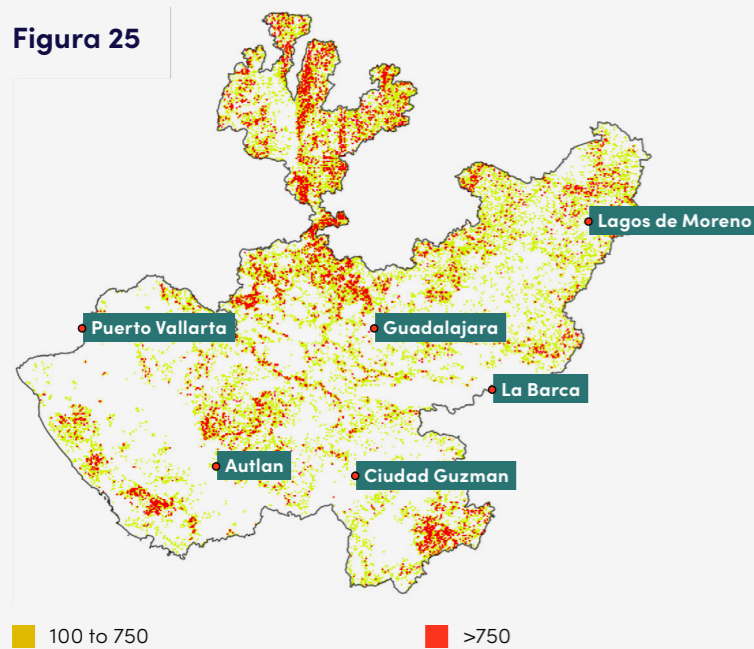 Figura 25
Lagos de Moreno
Puerto Vallarta
Guadalajara
La Barca
Autlan
Ciudad Guzman
100 to 750
>750